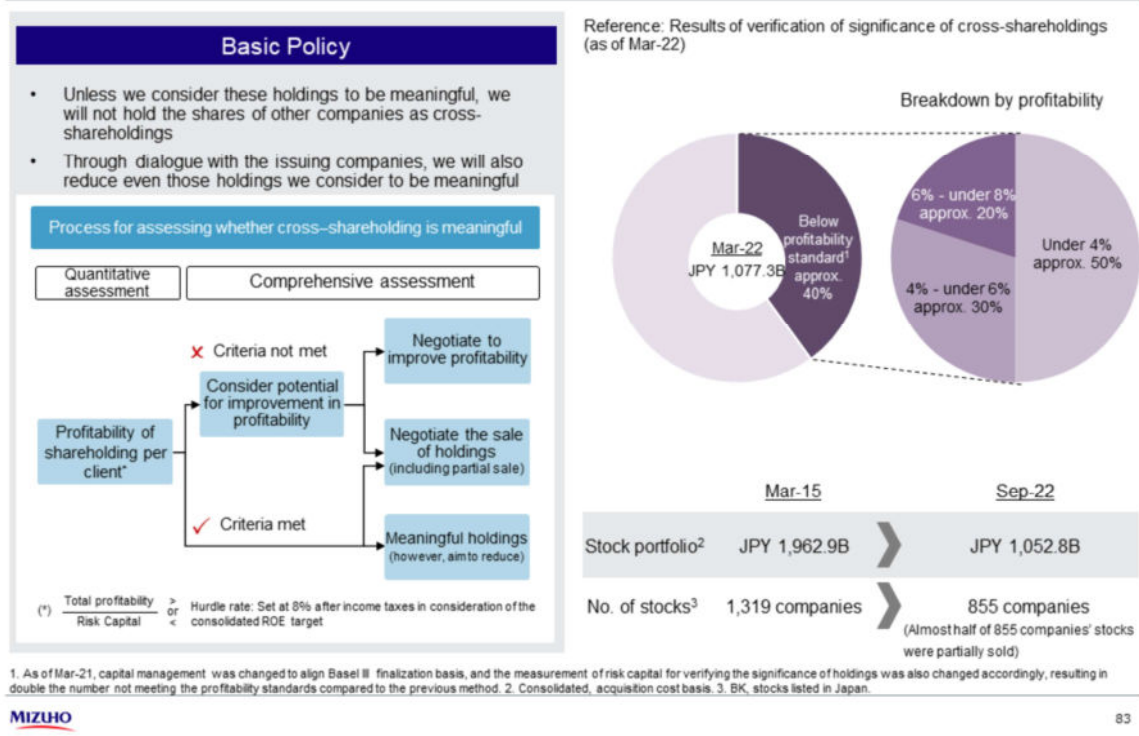 Basic Policy
• Unless we consider these holdings to be meaningful, we
will not hold the shares of other companies as cross-
shareholdings
• Through dialogue with the issuing companies, we will also
reduce even those holdings we consider to be meaningful
Process for assessing whether cross–shareholding is meaningful
Quantitative
assessment
Comprehensive assessment
✗ Criteria not met
Negotiate to
improve profitability
Consider potential
for improvement in
profitability
Profitability of
shareholding per
client*
Negotiate the sale
of holdings
(including partial sale)
✓ Criteria met
Meaningful holdings
(however, aim to reduce)
(*) Total profitability
Risk Capital
>
or
<
Hurdle rate: Set at 8% after income taxes in consideration of the
consolidated ROE target
Reference: Results of verification of significance of cross-shareholdings
(as of Mar-22)
Breakdown by profitability
Mar-22
JPY 1,077.3B
Below
profitability
standard¹
approx.
40%
6% - under 8%
approx. 20%
4% - under 6%
approx. 30%
Under 4%
approx. 50%
Mar-15 Sep-22
Stock portfolio² JPY 1,962.9B JPY 1,052.8B
No. of stocks³ 1,319 companies 855 companies
(Almost half of 855 companies' stocks
were partially sold)
1. As of Mar-21, capital management was changed to align Basel Ⅲ finalization basis, and the measurement of risk capital for verifying the significance of holdings was also changed accordingly, resulting in
double the number not meeting the profitability standards compared to the previous method. 2. Consolidated, acquisition cost basis. 3. BK, stocks listed in Japan.
MIZUHO
83